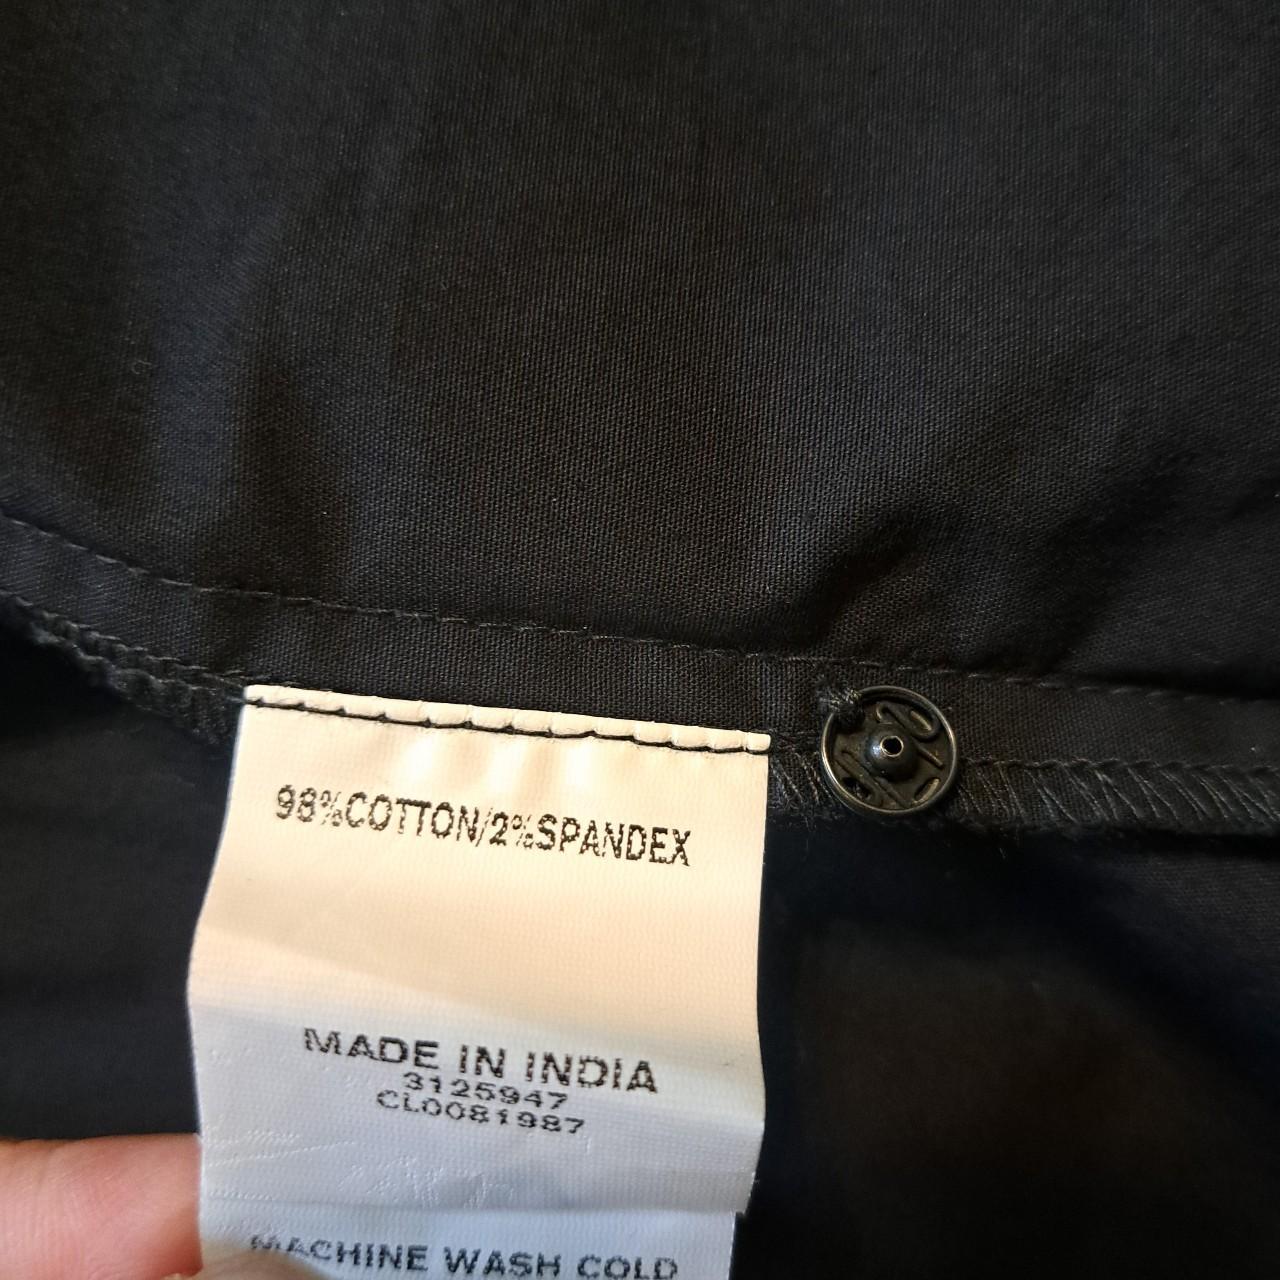 98%COTTON/2%SPANDEX
MADE IN INDIA
3125947
CL0081987
MACHINE WASH COLD